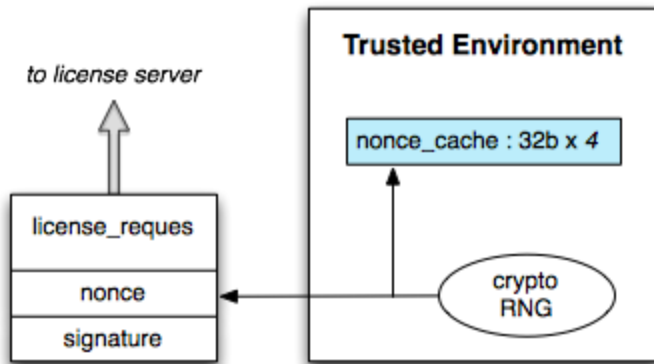 Trusted Environment
to license server
nonce_cache : 32b x 4
license_reques
nonce
crypto
RNG
signature